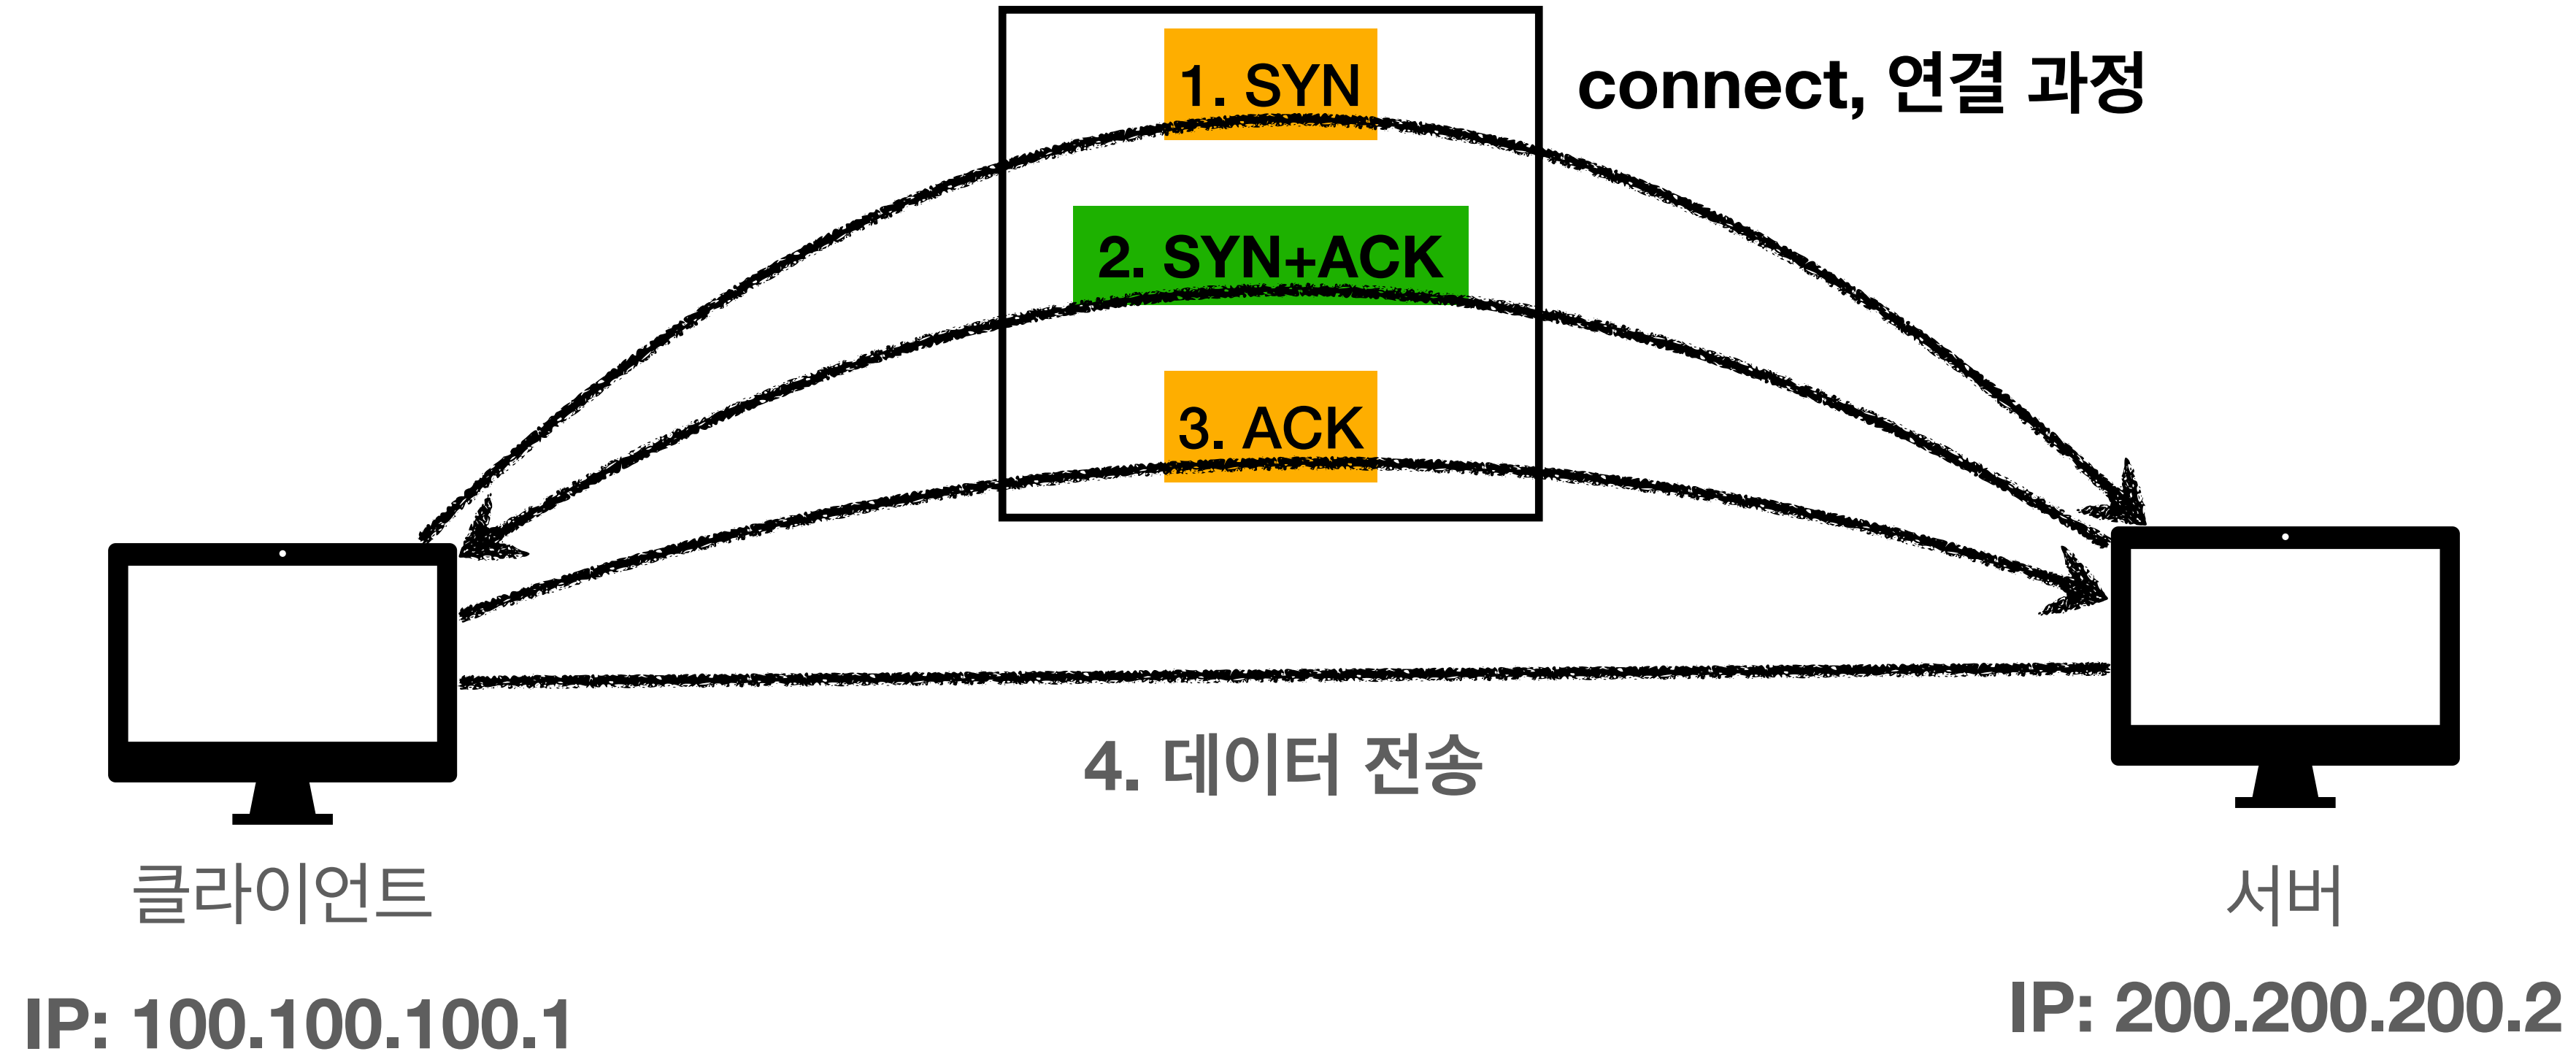 1. SYN
connect, 연결 과정
2. SYN+ACK
3. ACK
4. 데이터 전송
클라이언트
서버
IP: 100.100.100.1
IP: 200.200.200.2